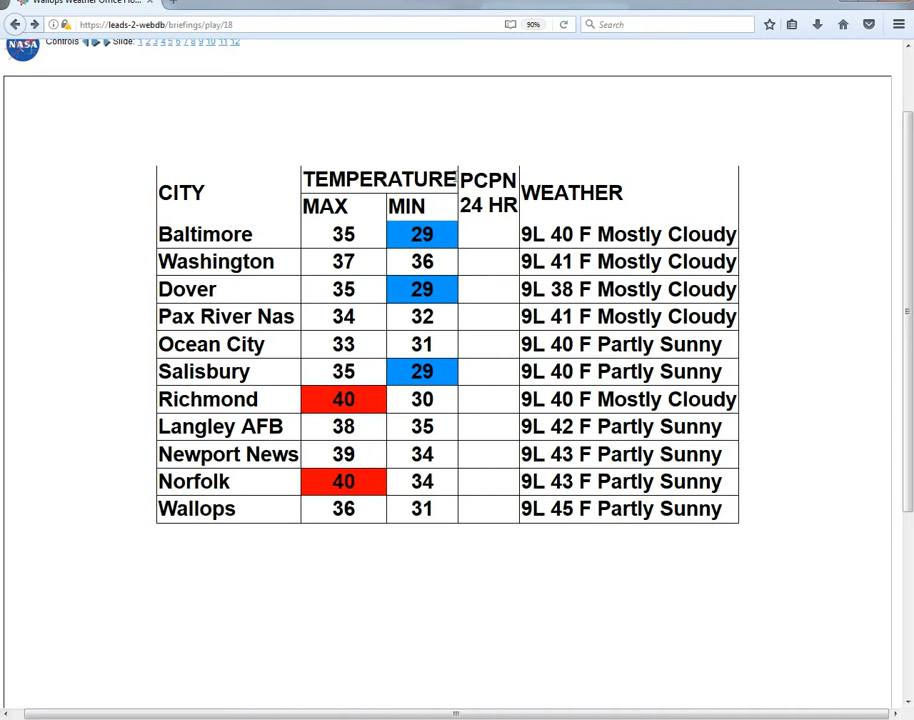 Wallops Weather Office Ho...
https://leads-2-webdb/briefings/play/18
90%
Search
NASA
Controls Slide: 1 2 3 4 5 6 7 8 9 10 11 12
CITY TEMPERATURE PCPN 24 HR WEATHER
MAX MIN
Baltimore 35 29 9L 40 F Mostly Cloudy
Washington 37 36 9L 41 F Mostly Cloudy
Dover 35 29 9L 38 F Mostly Cloudy
Pax River Nas 34 32 9L 41 F Mostly Cloudy
Ocean City 33 31 9L 40 F Partly Sunny
Salisbury 35 29 9L 40 F Partly Sunny
Richmond 40 30 9L 40 F Mostly Cloudy
Langley AFB 38 35 9L 42 F Partly Sunny
Newport News 39 34 9L 43 F Partly Sunny
Norfolk 40 34 9L 43 F Partly Sunny
Wallops 36 31 9L 45 F Partly Sunny